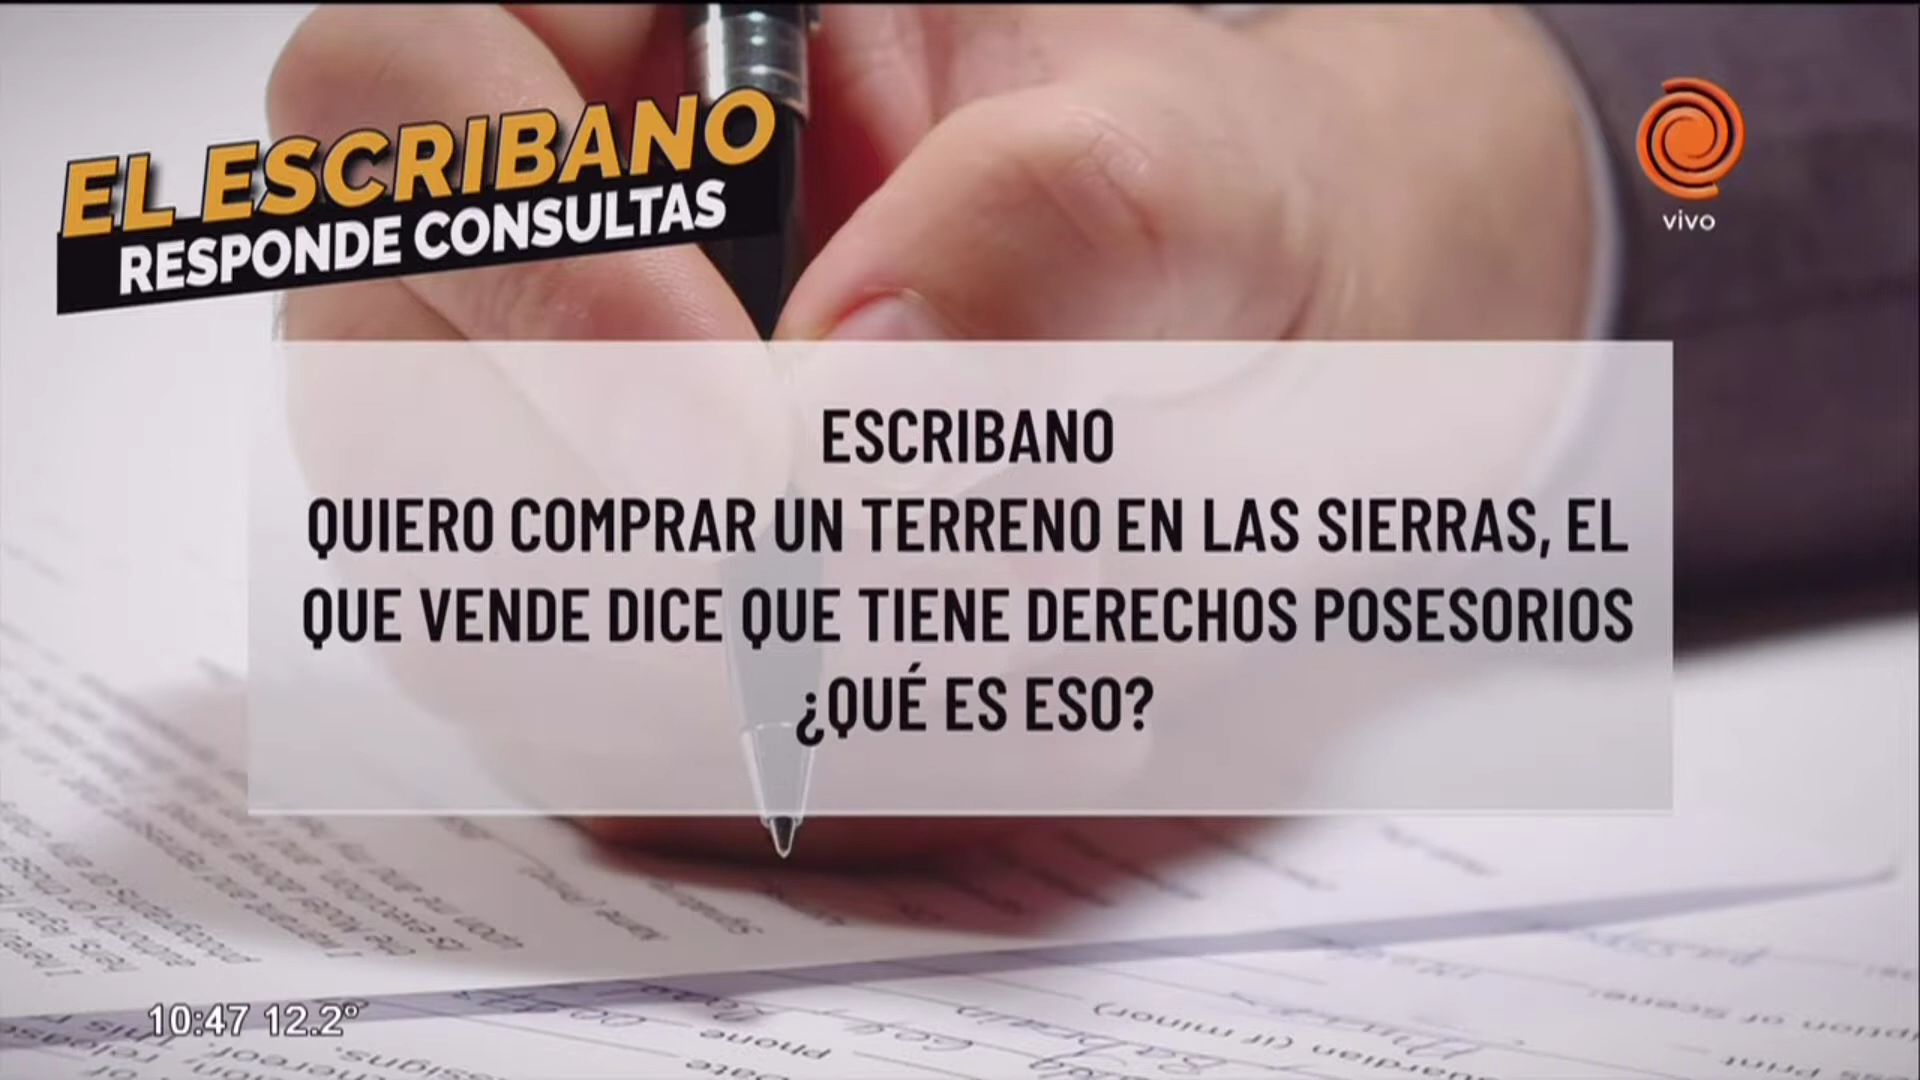 EL ESCRIBANO
RESPONDE CONSULTAS
vivo
ESCRIBANO
QUIERO COMPRAR UN TERRENO EN LAS SIERRAS, EL
QUE VENDE DICE QUE TIENE DERECHOS POSESORIOS
¿QUÉ ES ESO?
10:47 12.2°